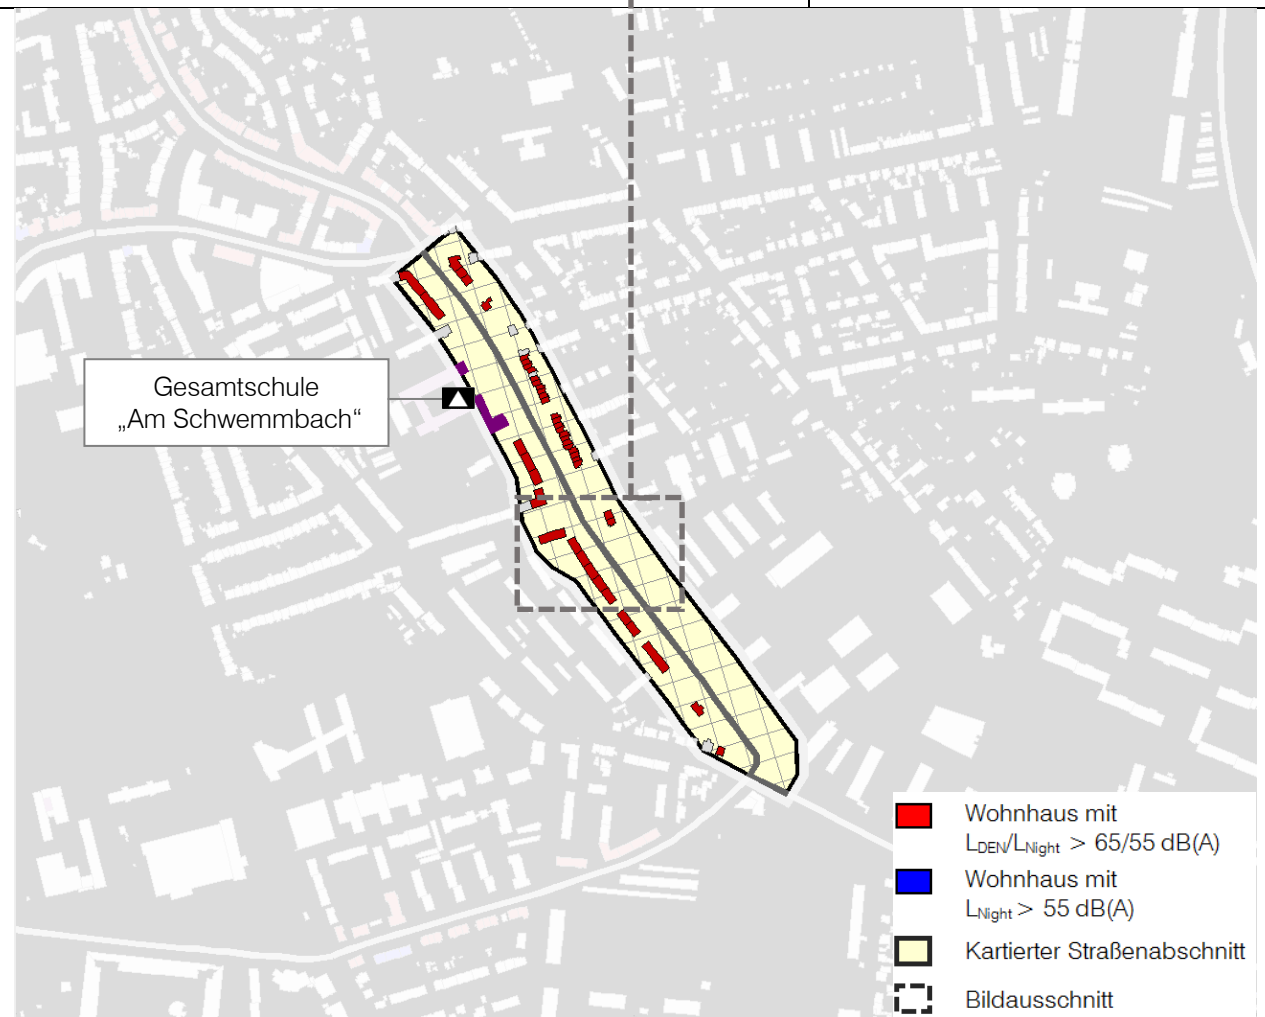 Gesamtschule
„Am Schwemmbach“
Wohnhaus mit
LDEN/LNight > 65/55 dB(A)
Wohnhaus mit
LNight > 55 dB(A)
Kartierter Straßenabschnitt
Bildausschnitt